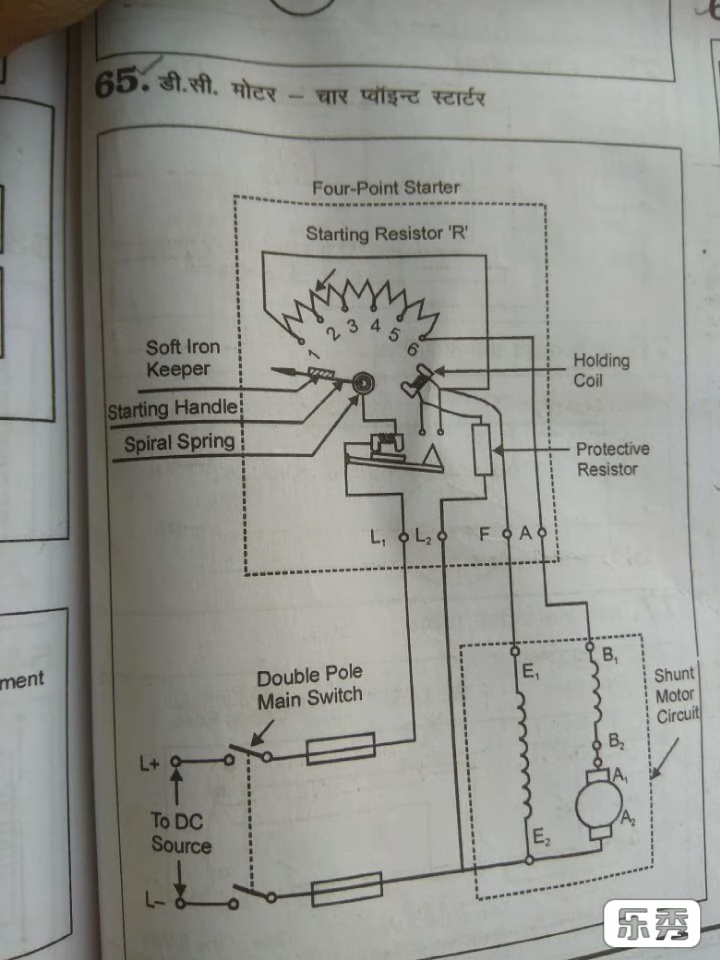 65. डी.सी. मोटर – चार प्वॉइन्ट स्टार्टर
Four-Point Starter
Starting Resistor 'R'
1 2 3 4 5 6
Soft Iron
Keeper
Starting Handle
Spiral Spring
Holding
Coil
Protective
Resistor
L₁ L₂ F A
ment
Double Pole
Main Switch
E₁
B₁
Shunt
Motor
Circuit
B₂
A₁
A₂
E₂
L+
To DC
Source
L–
乐秀